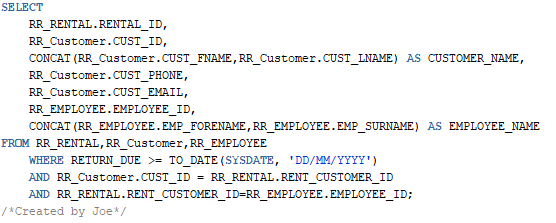 SELECT
RR_RENTAL.RENTAL_ID,
RR_Customer.CUST_ID,
CONCAT(RR_Customer.CUST_FNAME,RR_Customer.CUST_LNAME) AS CUSTOMER_NAME,
RR_Customer.CUST_PHONE,
RR_Customer.CUST_EMAIL,
RR_EMPLOYEE.EMPLOYEE_ID,
CONCAT(RR_EMPLOYEE.EMP_FORENAME,RR_EMPLOYEE.EMP_SURNAME) AS EMPLOYEE_NAME
FROM RR_RENTAL,RR_Customer,RR_EMPLOYEE
WHERE RETURN_DUE >= TO_DATE(SYSDATE, 'DD/MM/YYYY')
AND RR_Customer.CUST_ID = RR_RENTAL.RENT_CUSTOMER_ID
AND RR_RENTAL.RENT_CUSTOMER_ID=RR_EMPLOYEE.EMPLOYEE_ID;
/*Created by Joe*/